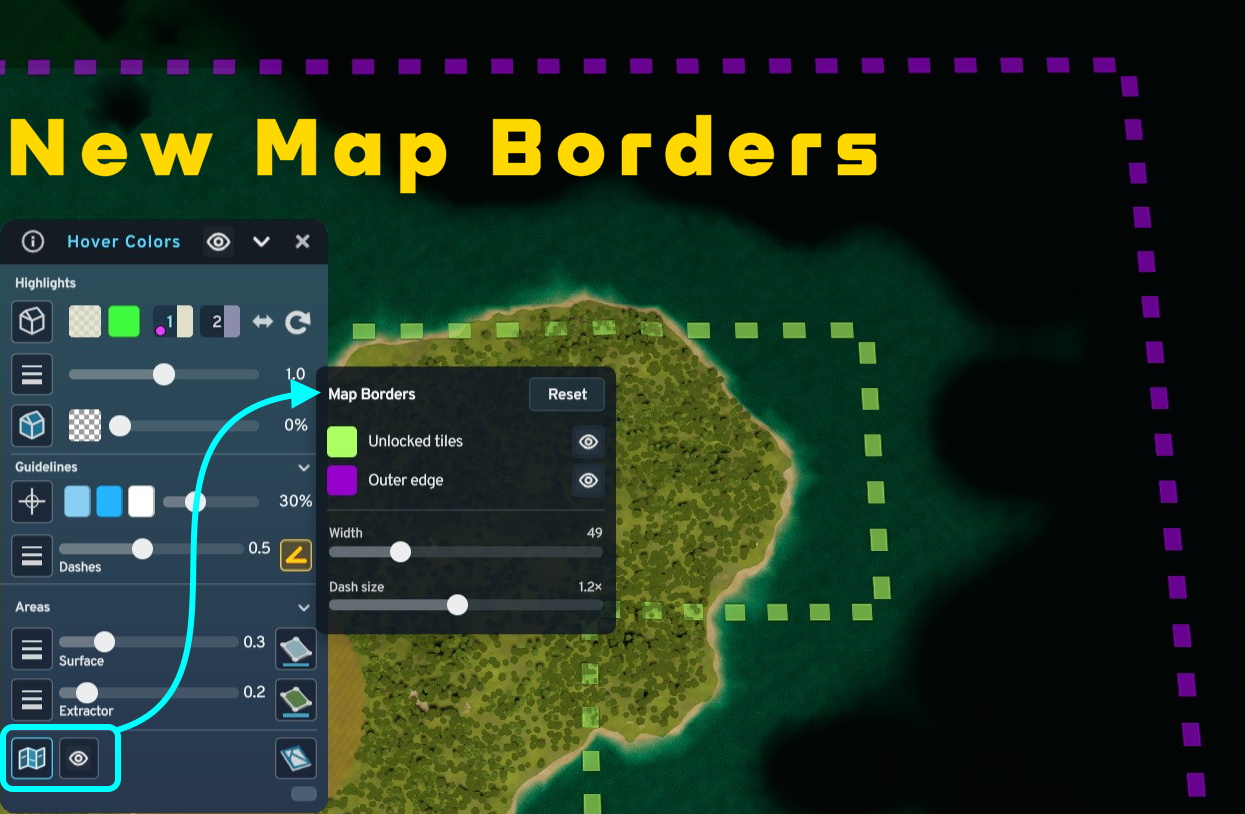 New Map Borders
Hover Colors
Highlights
1
2
1.0
0%
Guidelines
30%
0.5
Dashes
Areas
0.3
Surface
0.2
Extractor
Map Borders
Reset
Unlocked tiles
Outer edge
Width
49
Dash size
1.2×